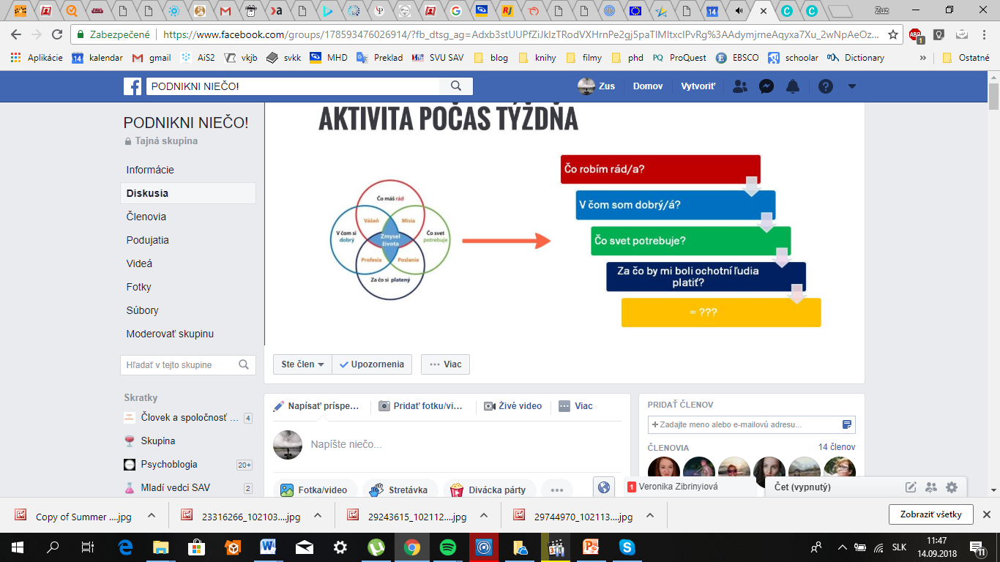 Zuz
Zabezpečené
https://www.facebook.com/groups/178593476026914/?fb_dtsg_ag=
ABP
1
Aplikácie
14
kalendar
gmail
AiS2
vkjb
svkk
MHD
Preklad
SVU SAV
blog
knihy
filmy
phd
PQ
ProQuest
EBSCO
schoolar
Dictionary
»
Ostatné
PODNIKNI NIEČO!
Zus
Domov
Vytvoriť
PODNIKNI NIEČO!
Tajná skupina
Informácie
Diskusia
Členovia
Podujatia
Videá
Fotky
Súbory
Moderovať skupinu
Hľadať v tejto skupine
Skratky
Človek a spoločnosť ... 4
Skupina
Psychoblogia 20+
Mladí vedci SAV 2
AKTIVITA POČAS TÝŽDŇA
Čo máš rád
Vášeň
Misia
V čom si
dobrý
Zmysel
života
Čo svet
potrebuje
Profesia
Poslanie
Za čo si platený
Čo robím rád/a?
V čom som dobrý/á?
Čo svet potrebuje?
Za čo by mi boli ochotní ľudia
platiť?
= ???
Ste člen
Upozornenia
Viac
Napísať príspe...
Pridať fotku/vi...
Živé video
Viac
Napíšte niečo...
Fotka/video
Stretávka
Divácka párty
PRIDAŤ ČLENOV
Zadajte meno alebo e-mailovú adresu...
ČLENOVIA
14 členov
1 Veronika Zibrinyiová
Čet (vypnutý)
Copy of Summer ....jpg
23316266_102103....jpg
29243615_102112....jpg
29744970_102113....jpg
Zobraziť všetky
SLK
11:47
14.09.2018
11